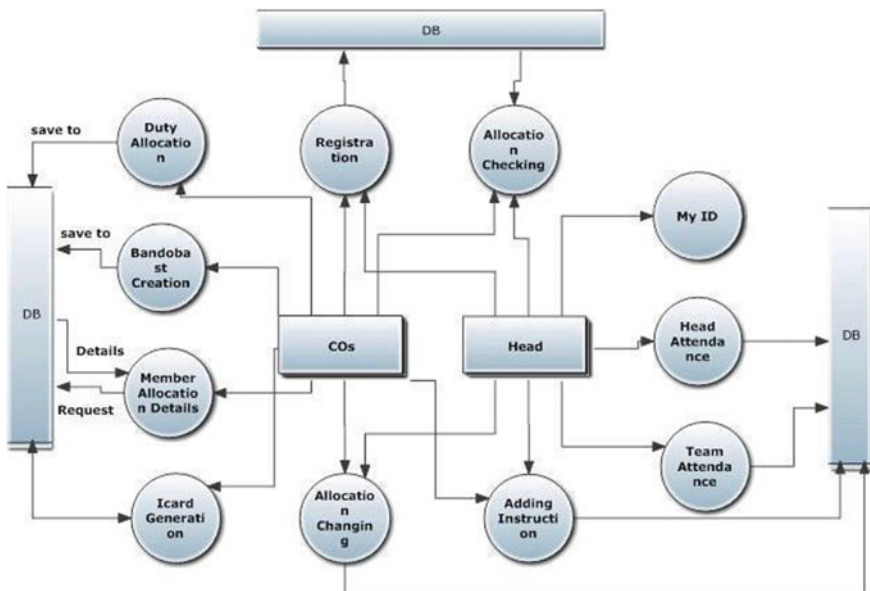 DB
save to
Duty
Allocatio
n
Registra
tion
Allocatio
n
Checking
My ID
save to
Bandoba
st
Creation
DB
DB
Details
COs
Head
Head
Attenda
nce
Member
Allocatio
n Details
Request
Team
Attenda
nce
Icard
Generati
on
Allocatio
n
Changin
g
Adding
Instructi
on